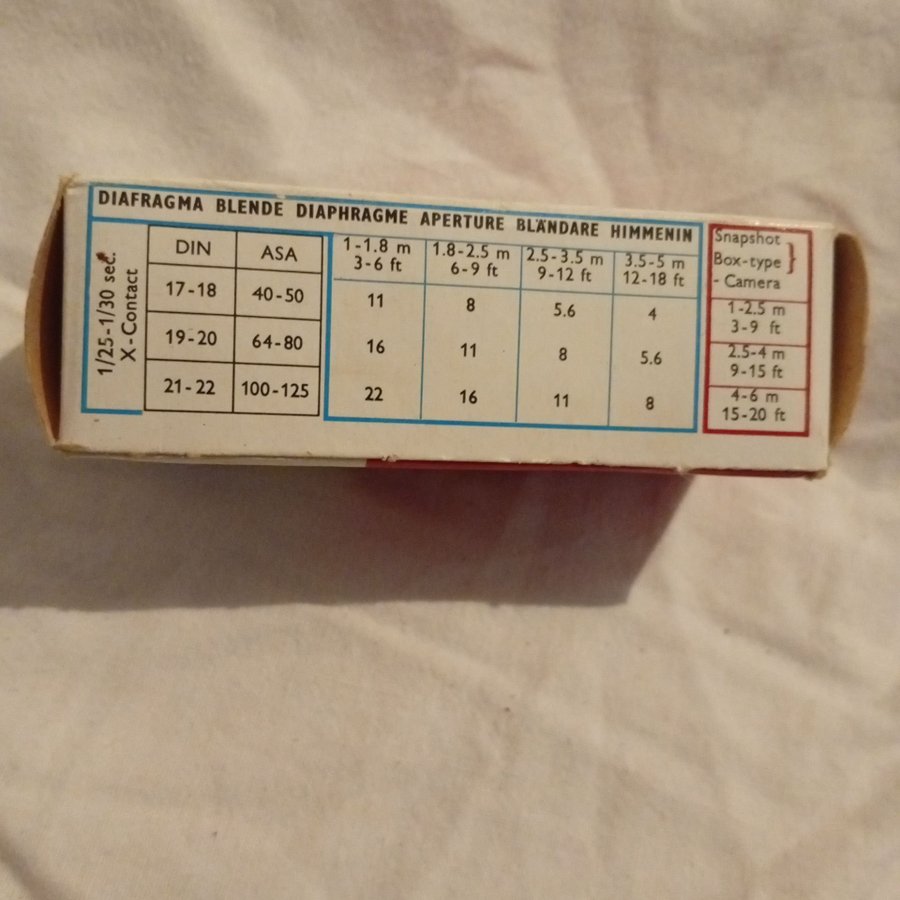 DIAFRAGMA BLENDE DIAPHRAGME APERTURE BLÄNDARE HIMMENIN
1/25-1/30 sec.
X-Contact
DIN ASA 1-1.8 m 1.8-2.5 m 2.5-3.5 m 3.5-5 m
3-6 ft 6-9 ft 9-12 ft 12-18 ft
17-18 40-50 11 8 5.6 4
19-20 64-80 16 11 8 5.6
21-22 100-125 22 16 11 8
Snapshot
Box-type }
- Camera
1-2.5 m
3-9 ft
2.5-4 m
9-15 ft
4-6 m
15-20 ft